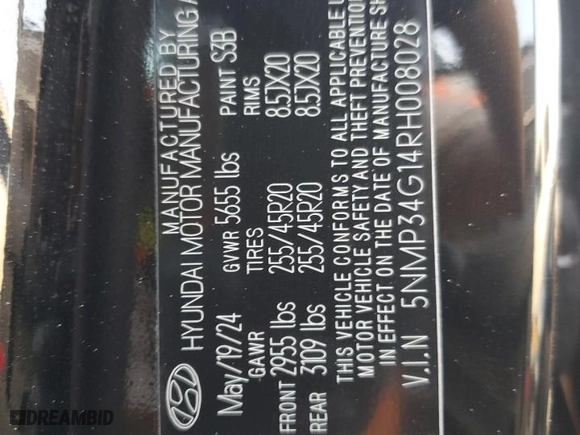 MANUFACTURED BY
HYUNDAI MOTOR MANUFACTURING
May/19/24 GVWR 5655 lbs PAINT S3B
GAWR TIRES RIMS
FRONT 2955 lbs 255/45R20 8.5JX20
REAR 3109 lbs 255/45R20 8.5JX20
THIS VEHICLE CONFORMS TO ALL APPLICABLE
MOTOR VEHICLE SAFETY AND THEFT PREVENTION
IN EFFECT ON THE DATE OF MANUFACTURE SH
V.I.N 5NMP34G14RH008028
DREAMBID